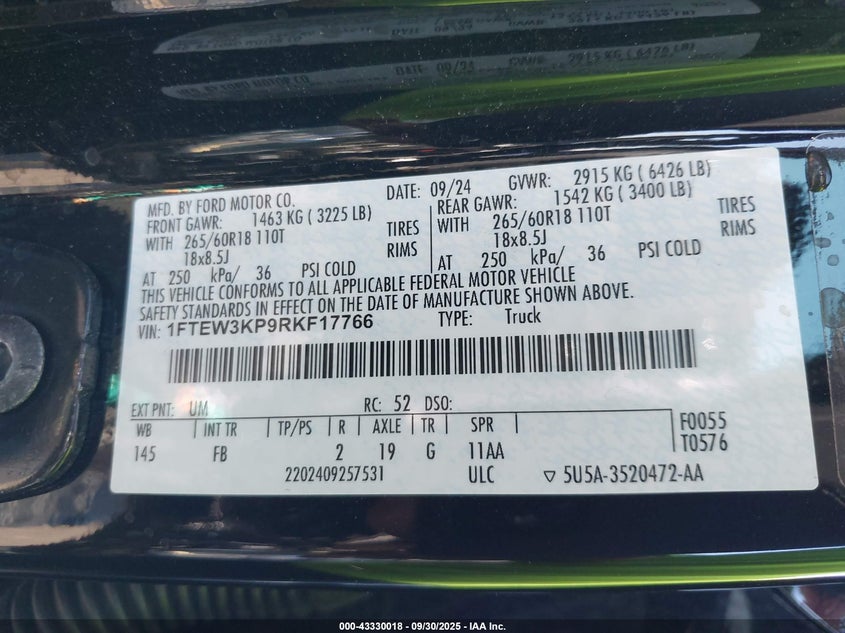 MFD. BY FORD MOTOR CO.
DATE: 09/24
GVWR: 2915 KG ( 6426 LB)
FRONT GAWR: 1463 KG ( 3225 LB)
REAR GAWR: 1542 KG ( 3400 LB)
WITH 265/60R18 110T TIRES
WITH 265/60R18 110T TIRES
18x8.5J RIMS
18x8.5J RIMS
AT 250 kPa/ 36 PSI COLD
AT 250 kPa/ 36 PSI COLD
THIS VEHICLE CONFORMS TO ALL APPLICABLE FEDERAL MOTOR VEHICLE
SAFETY STANDARDS IN EFFECT ON THE DATE OF MANUFACTURE SHOWN ABOVE.
VIN: 1FTEW3KP9RKF17766 TYPE: Truck
EXT PNT: UM RC: 52 DSO:
WB INT TR TP/PS R AXLE TR SPR
145 FB 2 19 G 11AA
F0055
T0576
2202409257531 ULC ▽ 5U5A-3520472-AA
000-43330018 - 09/30/2025 - IAA Inc.